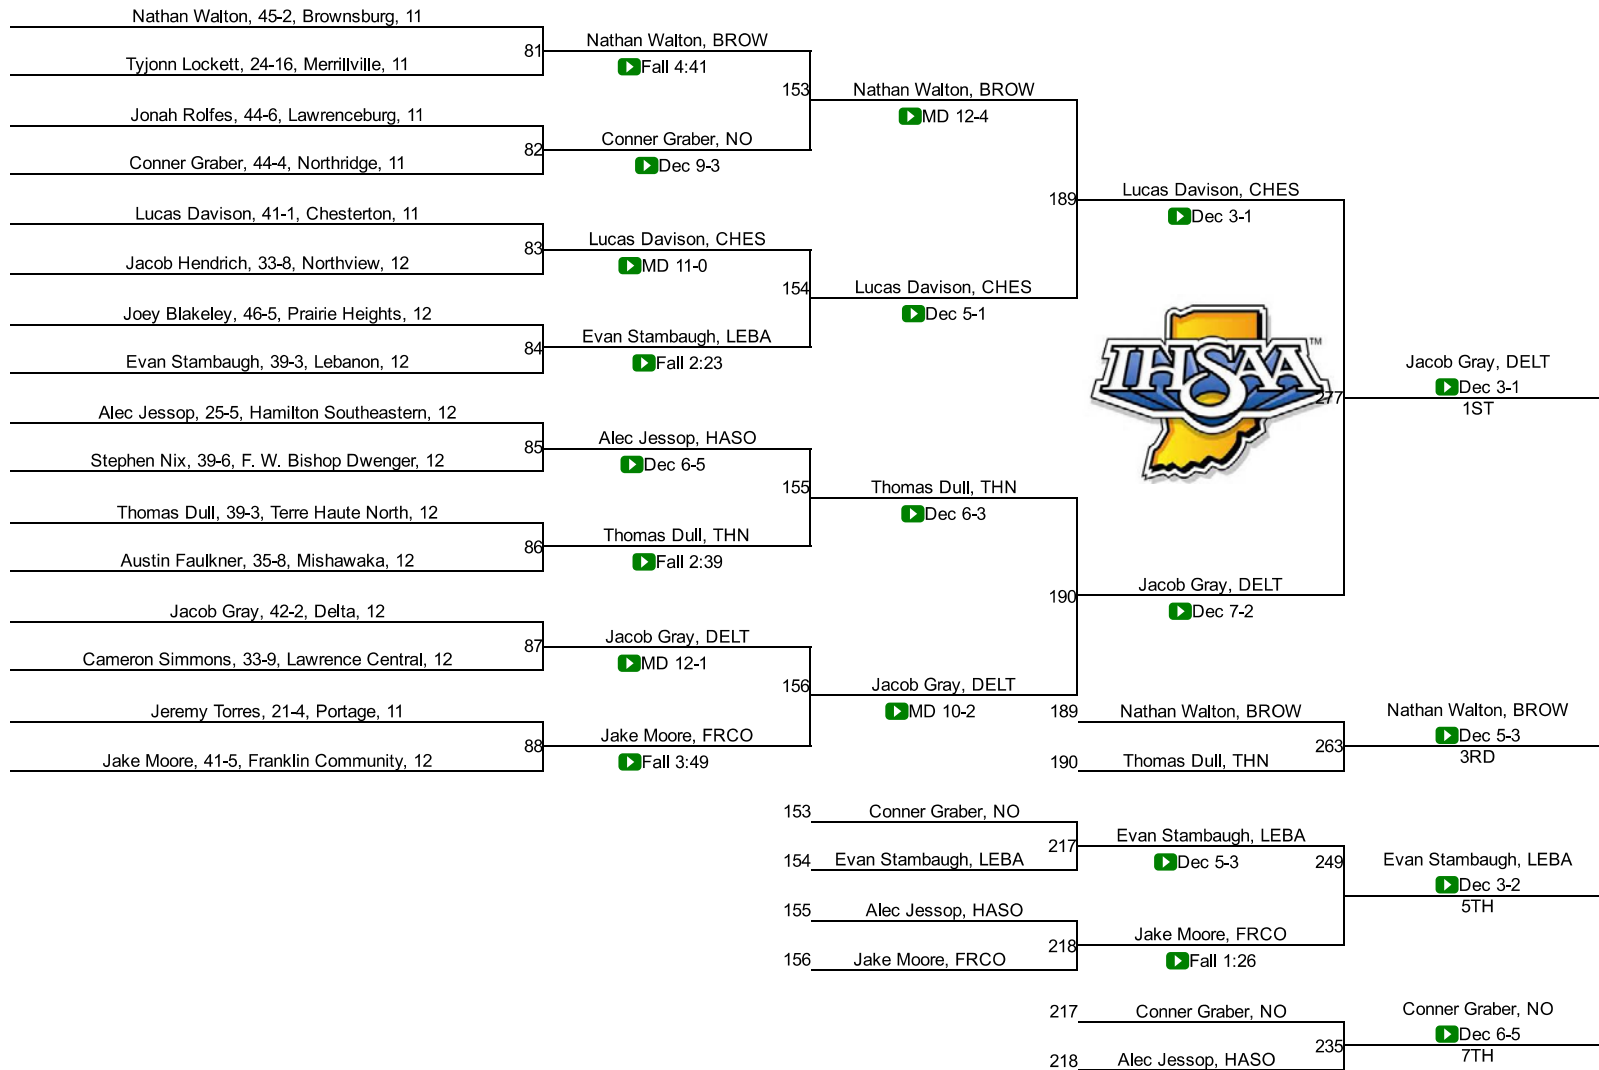 Nathan Walton, 45-2, Brownsburg, 11
81
Tyjonn Lockett, 24-16, Merrillville, 11
Nathan Walton, BROW
Fall 4:41
153
Jonah Rolfes, 44-6, Lawrenceburg, 11
82
Conner Graber, 44-4, Northridge, 11
Conner Graber, NO
Dec 9-3
Nathan Walton, BROW
MD 12-4
189
Lucas Davison, 41-1, Chesterton, 11
83
Jacob Hendrich, 33-8, Northview, 12
Lucas Davison, CHES
MD 11-0
154
Joey Blakeley, 46-5, Prairie Heights, 12
84
Evan Stambaugh, 39-3, Lebanon, 12
Evan Stambaugh, LEBA
Fall 2:23
Lucas Davison, CHES
Dec 5-1
Lucas Davison, CHES
Dec 3-1
IHSAA
TM
277
Jacob Gray, DELT
Dec 3-1
1ST
Alec Jessop, 25-5, Hamilton Southeastern, 12
85
Stephen Nix, 39-6, F. W. Bishop Dwenger, 12
Alec Jessop, HASO
Dec 6-5
155
Thomas Dull, 39-3, Terre Haute North, 12
86
Austin Faulkner, 35-8, Mishawaka, 12
Thomas Dull, THN
Fall 2:39
Thomas Dull, THN
Dec 6-3
190
Jacob Gray, DELT
Dec 7-2
Jacob Gray, 42-2, Delta, 12
87
Cameron Simmons, 33-9, Lawrence Central, 12
Jacob Gray, DELT
MD 12-1
156
Jeremy Torres, 21-4, Portage, 11
88
Jake Moore, 41-5, Franklin Community, 12
Jake Moore, FRCO
Fall 3:49
Jacob Gray, DELT
MD 10-2
189
Nathan Walton, BROW
263
190
Thomas Dull, THN
Nathan Walton, BROW
Dec 5-3
3RD
153
Conner Graber, NO
217
154
Evan Stambaugh, LEBA
Evan Stambaugh, LEBA
Dec 5-3
249
155
Alec Jessop, HASO
218
156
Jake Moore, FRCO
Jake Moore, FRCO
Fall 1:26
Evan Stambaugh, LEBA
Dec 3-2
5TH
217
Conner Graber, NO
235
218
Alec Jessop, HASO
Conner Graber, NO
Dec 6-5
7TH